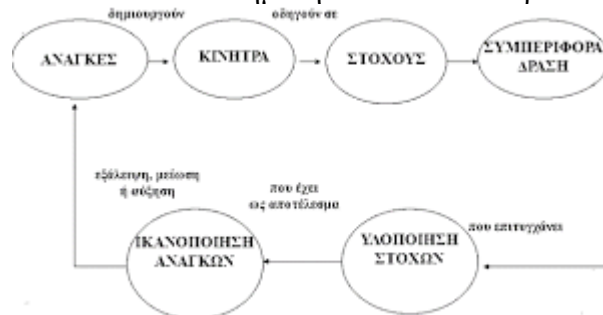 δημιουργούν
οδηγούν σε
ΑΝΑΓΚΕΣ
ΚΙΝΗΤΡΑ
ΣΤΟΧΟΥΣ
ΣΥΜΠΕΡΙΦΟΡΑ
ΔΡΑΣΗ
εξάλειψη, μείωση
ή αύξηση
που έχει
ως αποτέλεσμα
που επιτυγχάνει
ΙΚΑΝΟΠΟΙΗΣΗ
ΑΝΑΓΚΩΝ
ΥΛΟΠΟΙΗΣΗ
ΣΤΟΧΩΝ